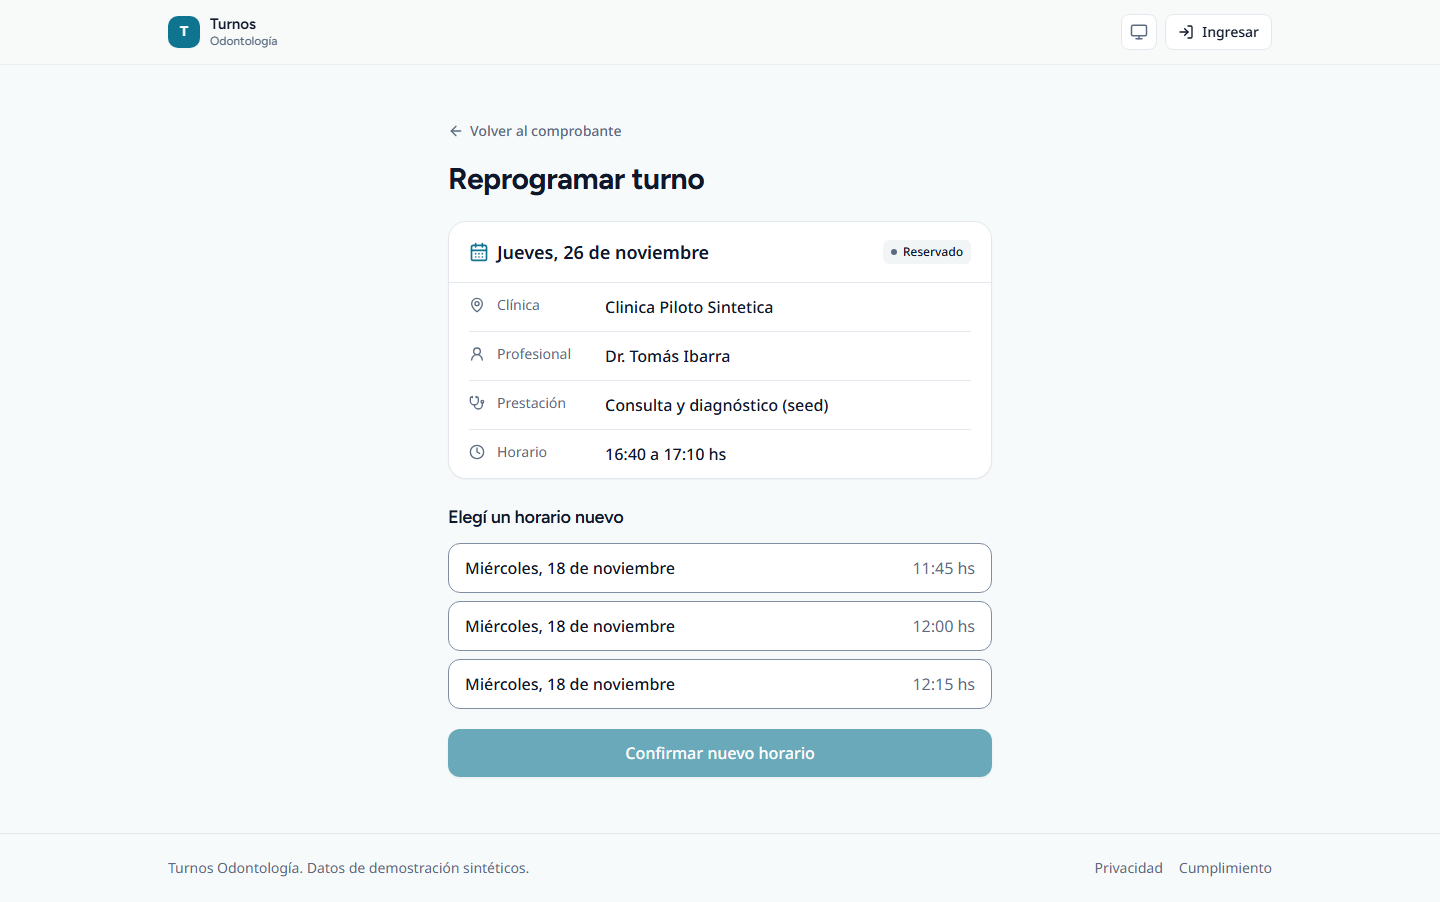 T
Turnos
Odontología
Ingresar
Volver al comprobante
Reprogramar turno
Jueves, 26 de noviembre
Reservado
Clínica
Clinica Piloto Sintetica
Profesional
Dr. Tomás Ibarra
Prestación
Consulta y diagnóstico (seed)
Horario
16:40 a 17:10 hs
Elegí un horario nuevo
Miércoles, 18 de noviembre 11:45 hs
Miércoles, 18 de noviembre 12:00 hs
Miércoles, 18 de noviembre 12:15 hs
Confirmar nuevo horario
Turnos Odontología. Datos de demostración sintéticos.
Privacidad Cumplimiento